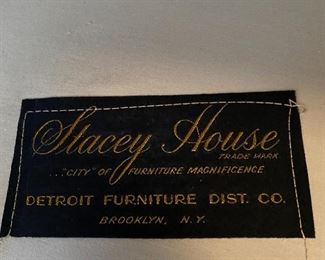 Stacey House
TRADE MARK
..."CITY" OF FURNITURE MAGNIFICENCE
DETROIT FURNITURE DIST. CO.
BROOKLYN, N.Y.